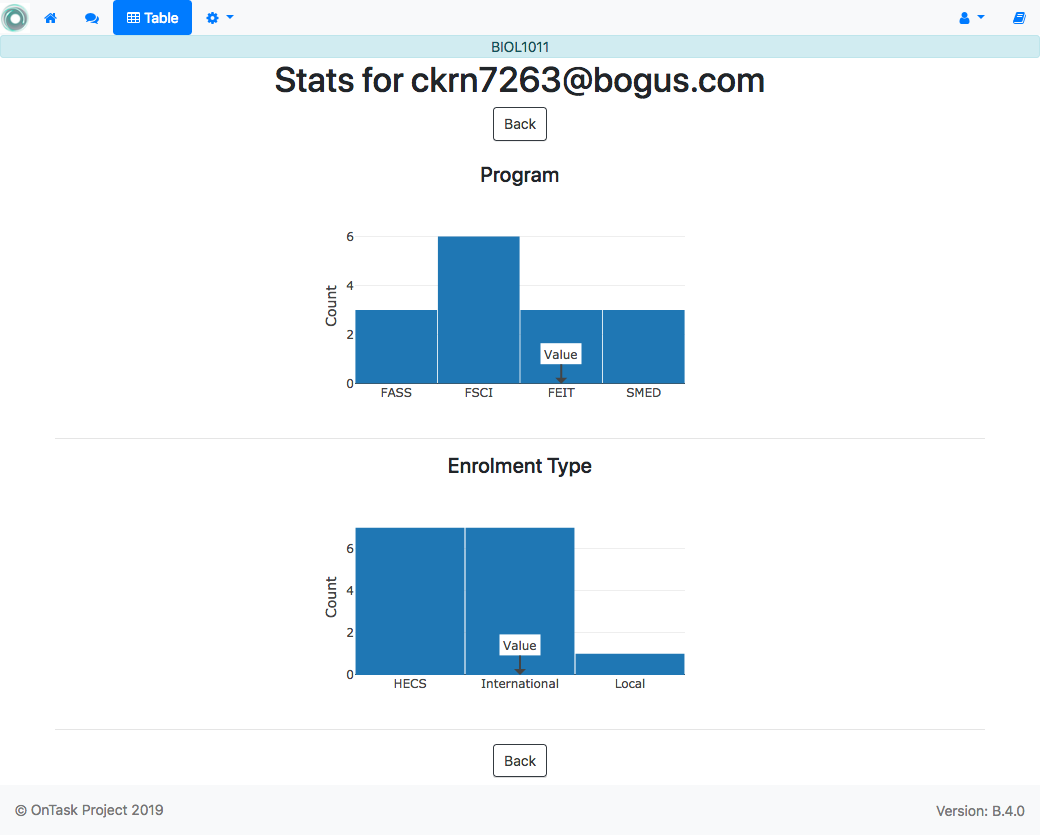 Table
BIOL1011
Stats for ckrn7263@bogus.com
Back
Program
6
4
2
0
Count
Value
FASS FSCI FEIT SMED
Enrolment Type
6
4
2
0
Count
Value
HECS International Local
Back
© OnTask Project 2019 Version: B.4.0